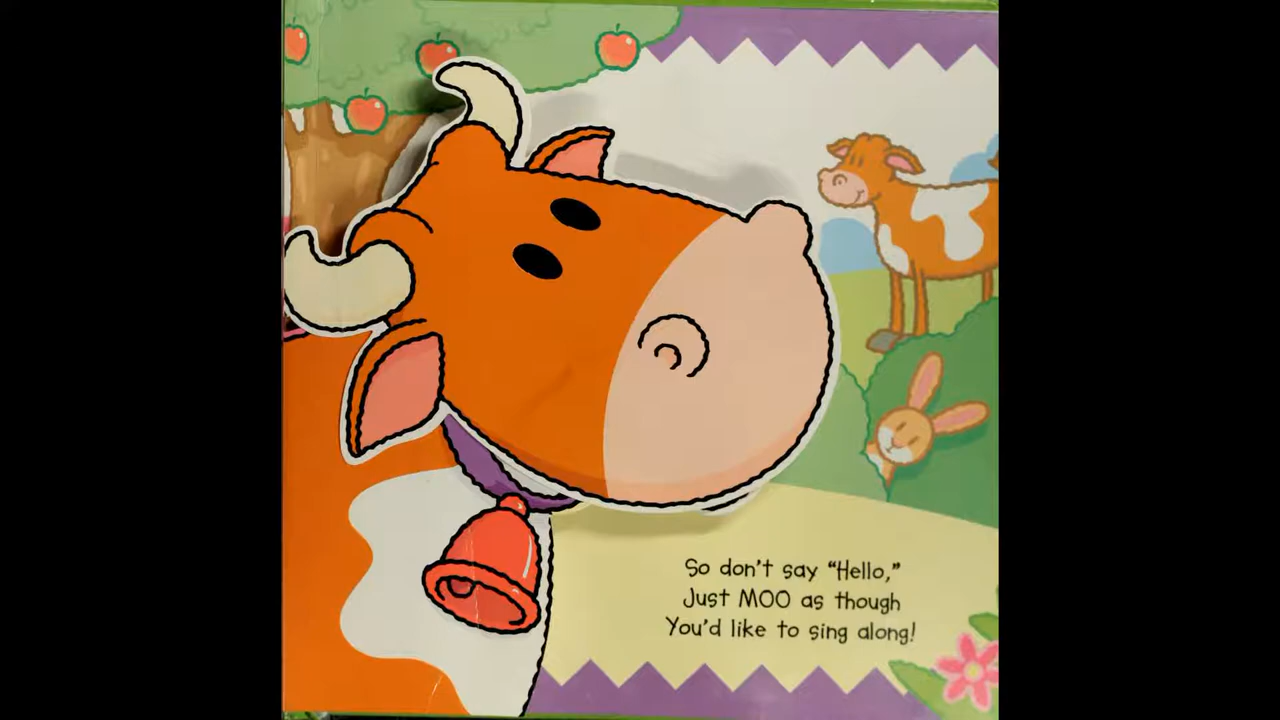 So don't say “Hello,”
Just MOO as though
You'd like to sing along!